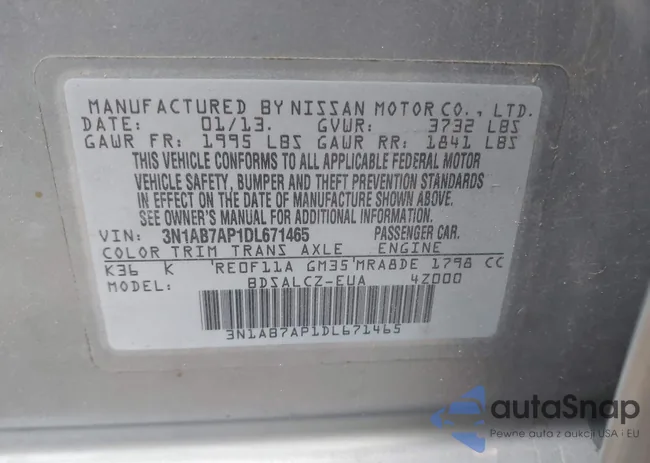 MANUFACTURED BY NISSAN MOTOR CO., LTD.
DATE: 01/13. GVWR: 3732 LBS
GAWR FR: 1995 LBS GAWR RR: 1841 LBS
THIS VEHICLE CONFORMS TO ALL APPLICABLE FEDERAL MOTOR
VEHICLE SAFETY, BUMPER AND THEFT PREVENTION STANDARDS
IN EFFECT ON THE DATE OF MANUFACTURE SHOWN ABOVE.
SEE OWNER'S MANUAL FOR ADDITIONAL INFORMATION.
VIN: 3N1AB7AP1DL671465 PASSENGER CAR.
COLOR TRIM TRANS AXLE ENGINE
K36 K 'RE0F11A GM35'MRA8DE 1798 CC
MODEL: BDSALCZ-EUA 4Z000
3N1AB7AP1DL671465
autaSnap
Pewne auta z aukcji USA i EU